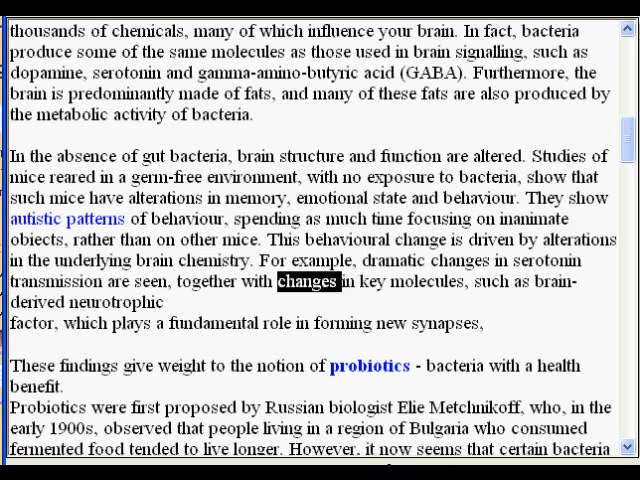 thousands of chemicals, many of which influence your brain. In fact, bacteria
produce some of the same molecules as those used in brain signalling, such as
dopamine, serotonin and gamma-amino-butyric acid (GABA). Furthermore, the
brain is predominantly made of fats, and many of these fats are also produced by
the metabolic activity of bacteria.
In the absence of gut bacteria, brain structure and function are altered. Studies of
mice reared in a germ-free environment, with no exposure to bacteria, show that
such mice have alterations in memory, emotional state and behaviour. They show
autistic patterns of behaviour, spending as much time focusing on inanimate
objects, rather than on other mice. This behavioural change is driven by alterations
in the underlying brain chemistry. For example, dramatic changes in serotonin
transmission are seen, together with changes in key molecules, such as brain-
derived neurotrophic
factor, which plays a fundamental role in forming new synapses,
These findings give weight to the notion of probiotics - bacteria with a health
benefit.
Probiotics were first proposed by Russian biologist Elie Metchnikoff, who, in the
early 1900s, observed that people living in a region of Bulgaria who consumed
fermented food tended to live longer. However, it now seems that certain bacteria